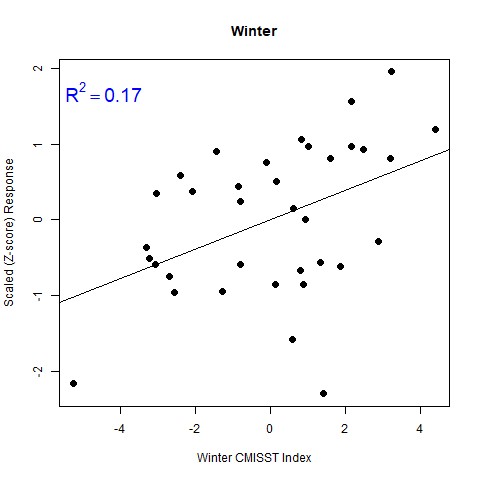 Winter
R² = 0.17
Scaled (Z-score) Response
2
1
0
-1
-2
-4 -2 0 2 4
Winter CMISST Index